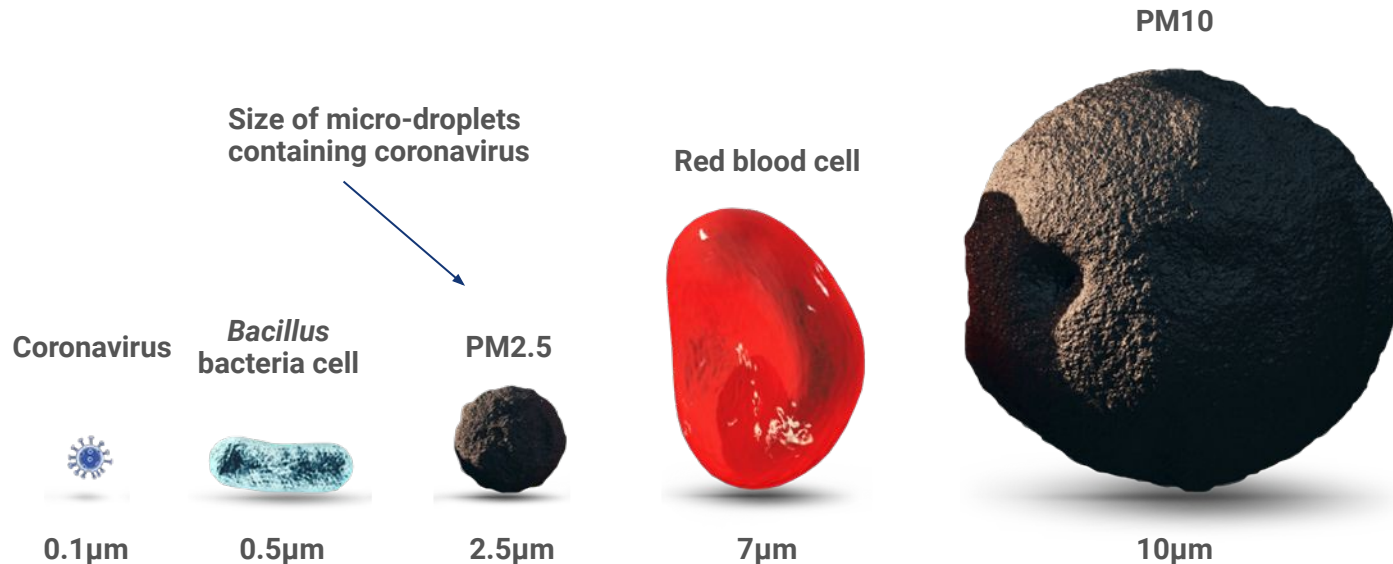 PM10
Size of micro-droplets
containing coronavirus
Red blood cell
Coronavirus
Bacillus
bacteria cell
PM2.5
0.1µm
0.5µm
2.5µm
7µm
10µm